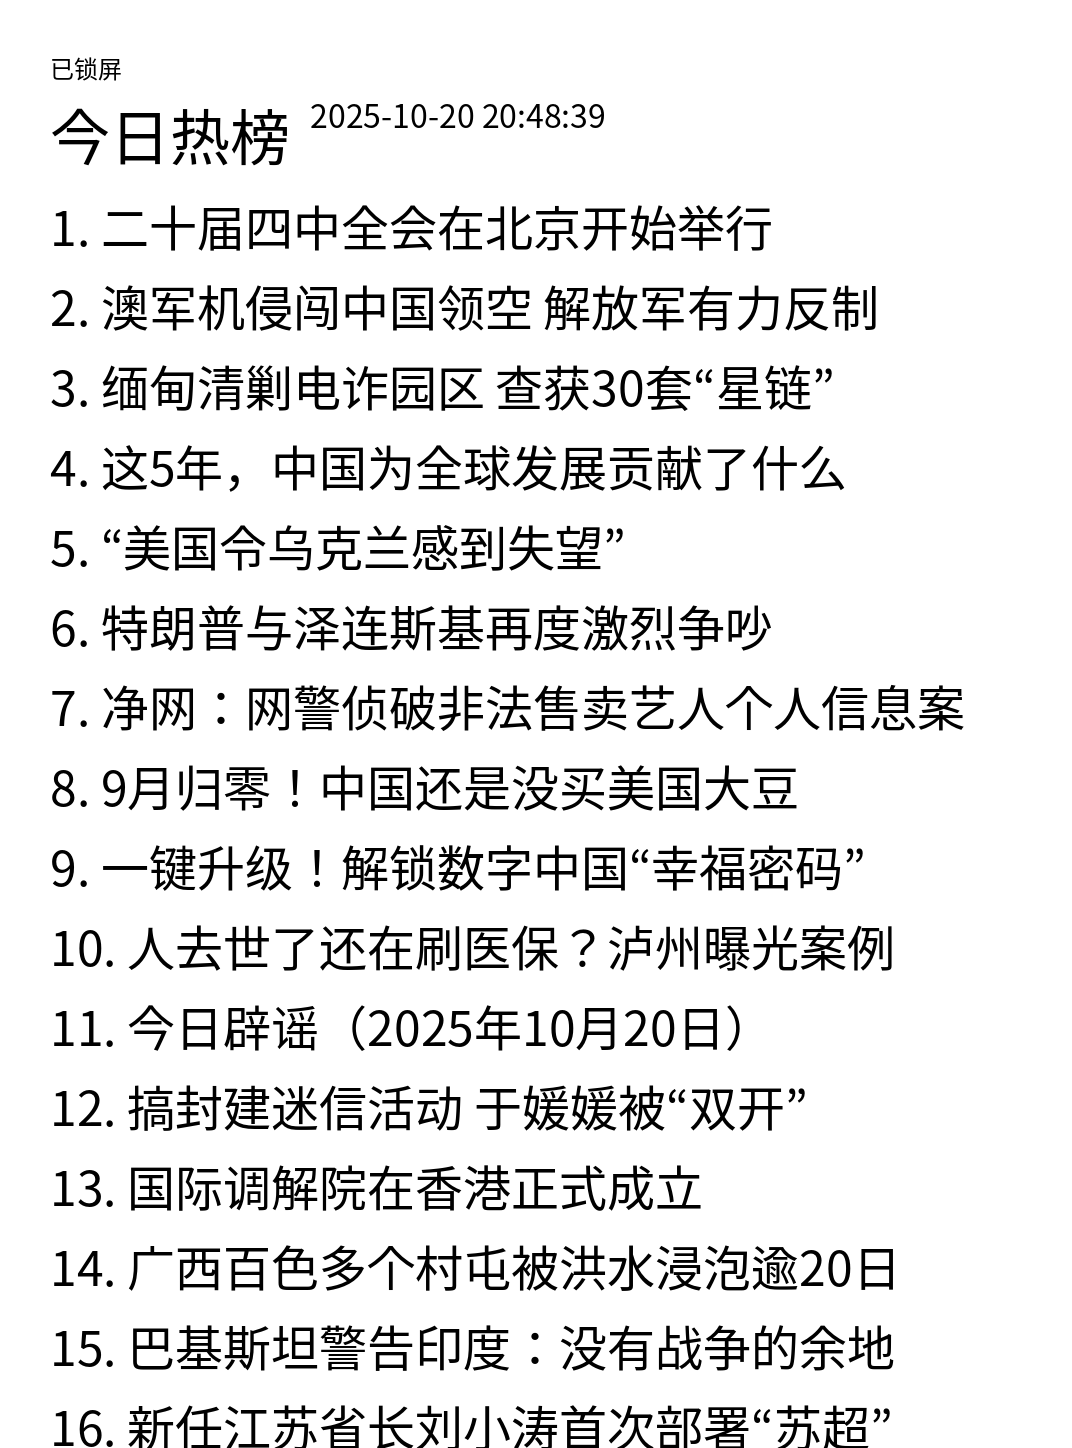 已锁屏
今日热榜 2025-10-20 20:48:39
1. 二十届四中全会在北京开始举行
2. 澳军机侵闯中国领空 解放军有力反制
3. 缅甸清剿电诈园区 查获30套“星链”
4. 这5年，中国为全球发展贡献了什么
5. “美国令乌克兰感到失望”
6. 特朗普与泽连斯基再度激烈争吵
7. 净网：网警侦破非法售卖艺人个人信息案
8. 9月归零！中国还是没买美国大豆
9. 一键升级！解锁数字中国“幸福密码”
10. 人去世了还在刷医保？泸州曝光案例
11. 今日辟谣（2025年10月20日）
12. 搞封建迷信活动 于媛媛被“双开”
13. 国际调解院在香港正式成立
14. 广西百色多个村屯被洪水浸泡逾20日
15. 巴基斯坦警告印度：没有战争的余地
16. 新任江苏省长刘小涛首次部署“苏超”